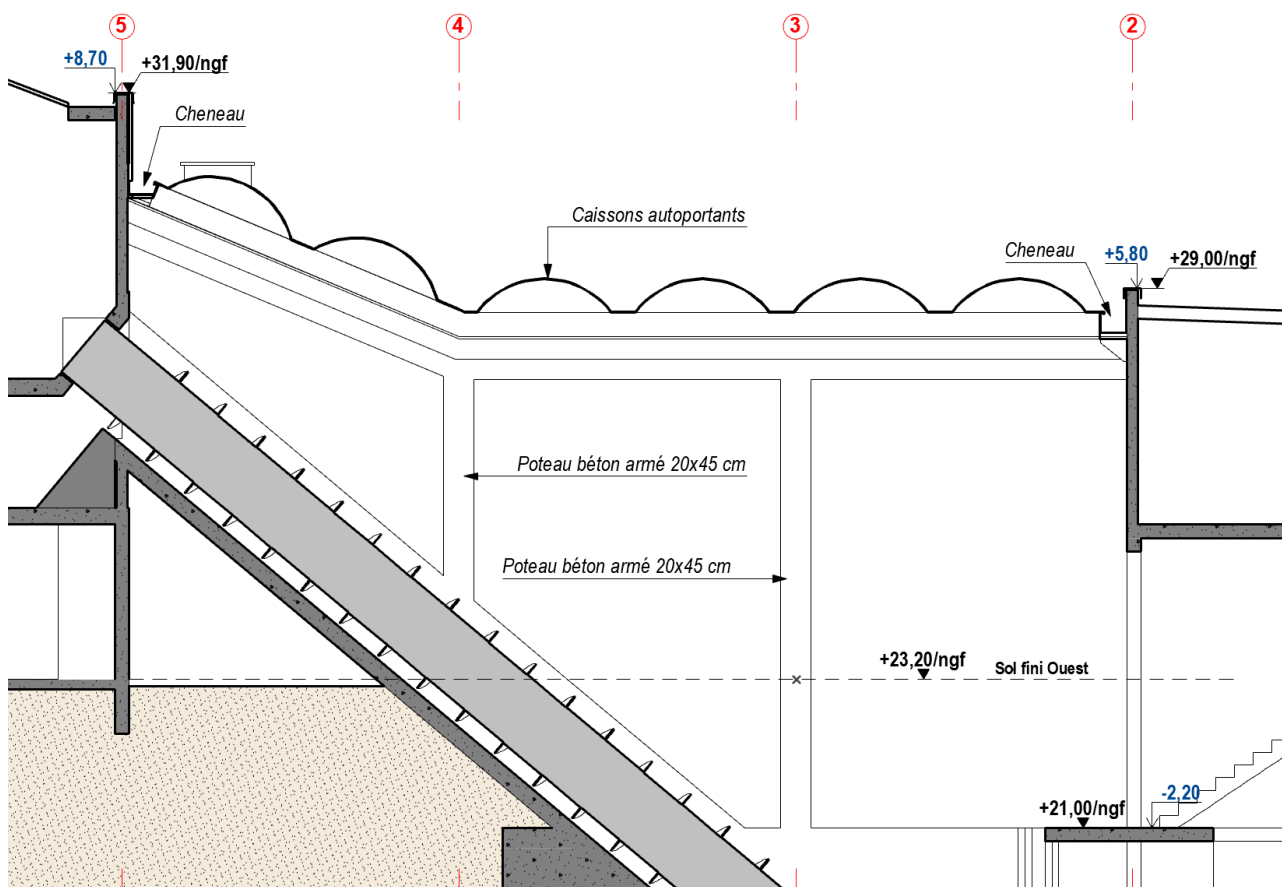 5
4
3
2
+8,70
+31,90/ngf
Cheneau
Caissons autoportants
Cheneau
+5,80
+29,00/ngf
Poteau béton armé 20x45 cm
Poteau béton armé 20x45 cm
+23,20/ngf
Sol fini Ouest
+21,00/ngf
-2,20